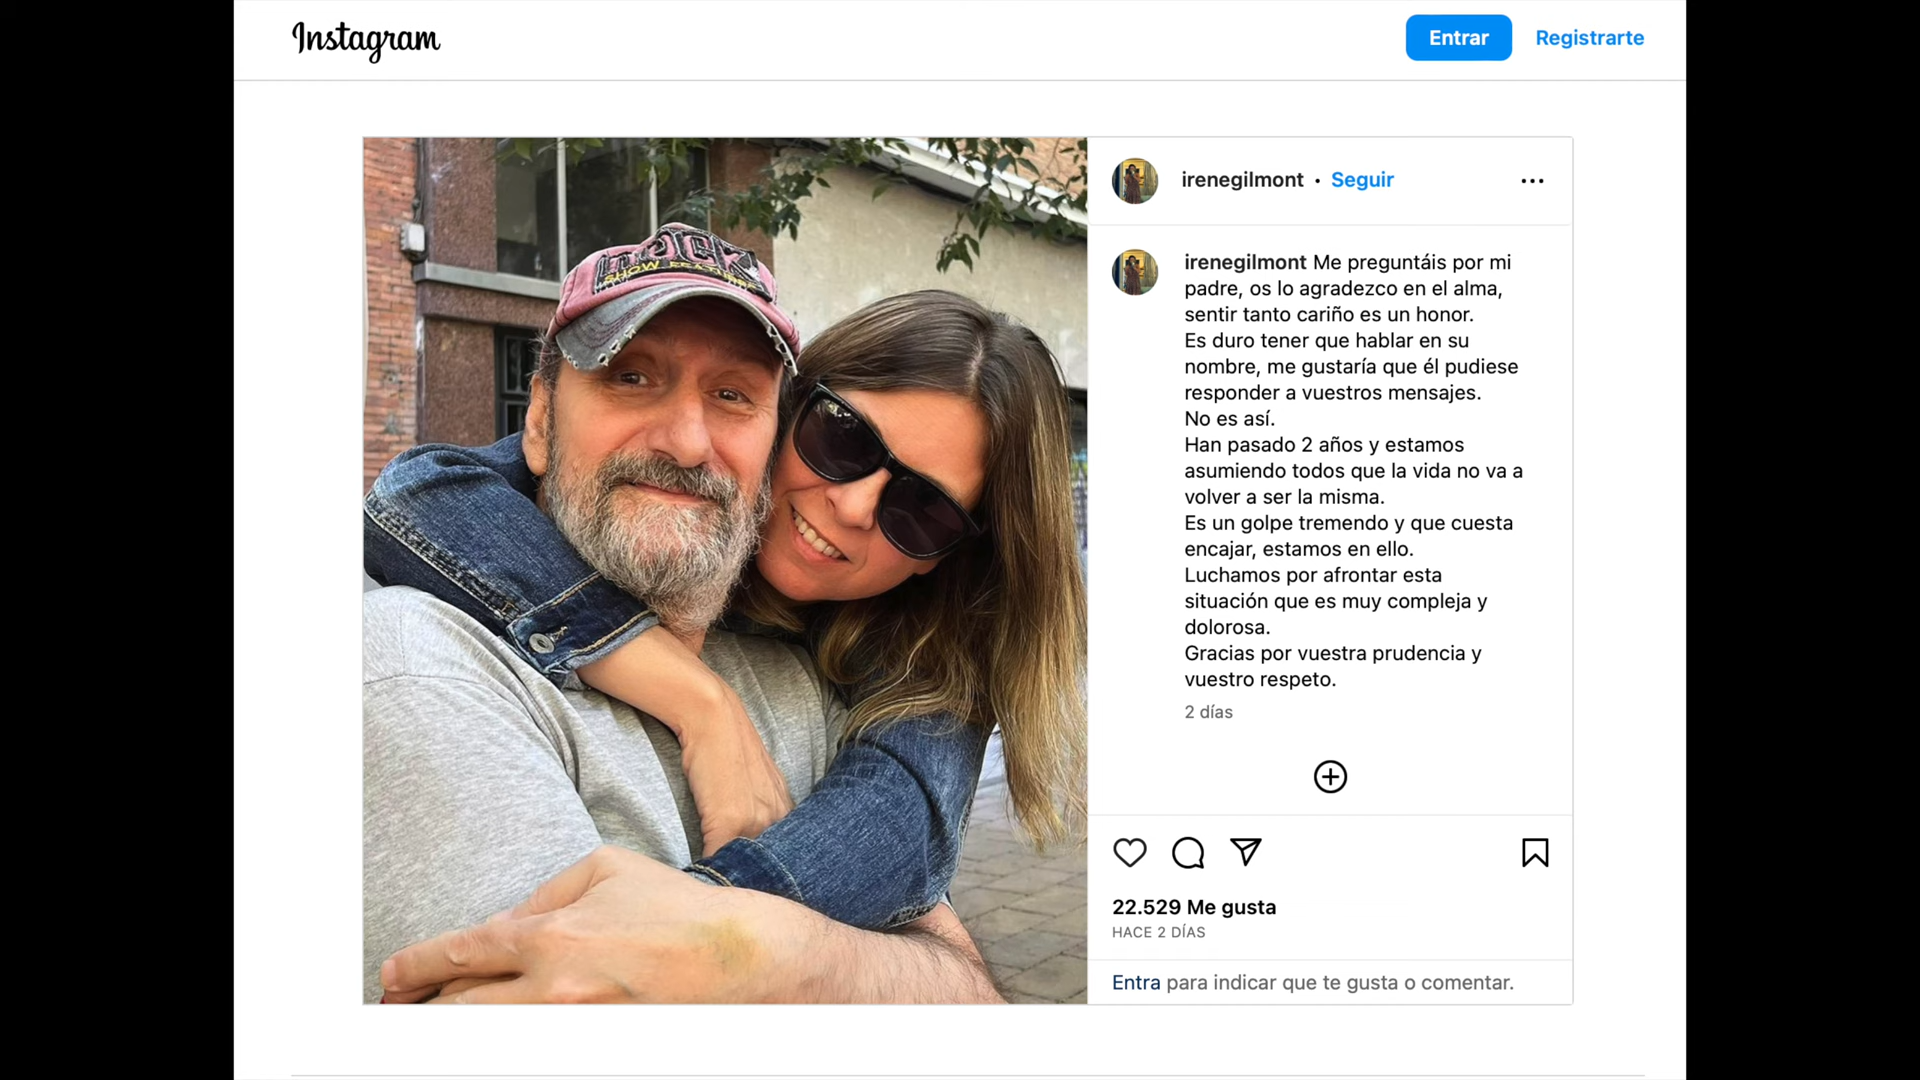 Instagram
Entrar
Registrarte
ROCK
SHOW FEATURE
irenegilmont • Seguir
irenegilmont Me preguntáis por mi
padre, os lo agradezco en el alma,
sentir tanto cariño es un honor.
Es duro tener que hablar en su
nombre, me gustaría que él pudiese
responder a vuestros mensajes.
No es así.
Han pasado 2 años y estamos
asumiendo todos que la vida no va a
volver a ser la misma.
Es un golpe tremendo y que cuesta
encajar, estamos en ello.
Luchamos por afrontar esta
situación que es muy compleja y
dolorosa.
Gracias por vuestra prudencia y
vuestro respeto.
2 días
22.529 Me gusta
HACE 2 DÍAS
Entra para indicar que te gusta o comentar.